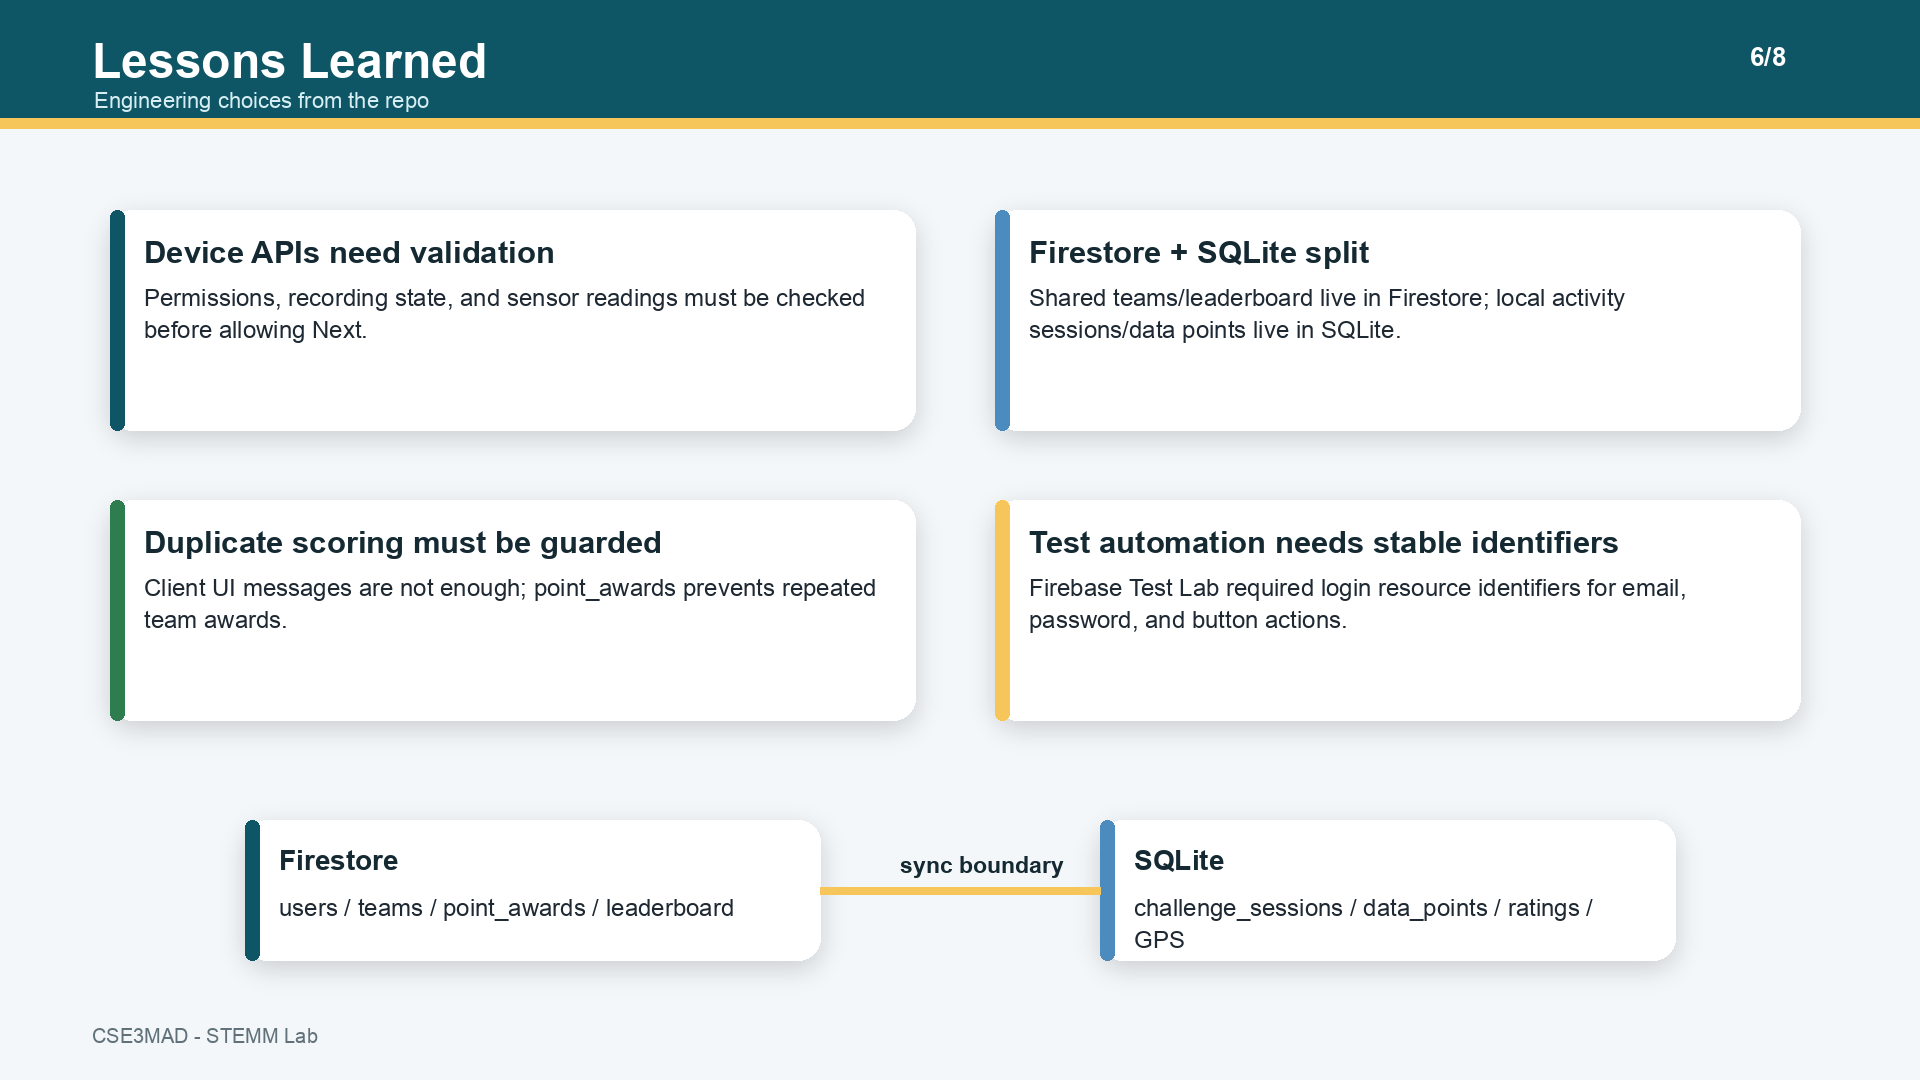 Lessons Learned
Engineering choices from the repo
6/8
Device APIs need validation
Permissions, recording state, and sensor readings must be checked
before allowing Next.
Firestore + SQLite split
Shared teams/leaderboard live in Firestore; local activity
sessions/data points live in SQLite.
Duplicate scoring must be guarded
Client UI messages are not enough; point_awards prevents repeated
team awards.
Test automation needs stable identifiers
Firebase Test Lab required login resource identifiers for email,
password, and button actions.
Firestore
users / teams / point_awards / leaderboard
sync boundary
SQLite
challenge_sessions / data_points / ratings /
GPS
CSE3MAD - STEMM Lab